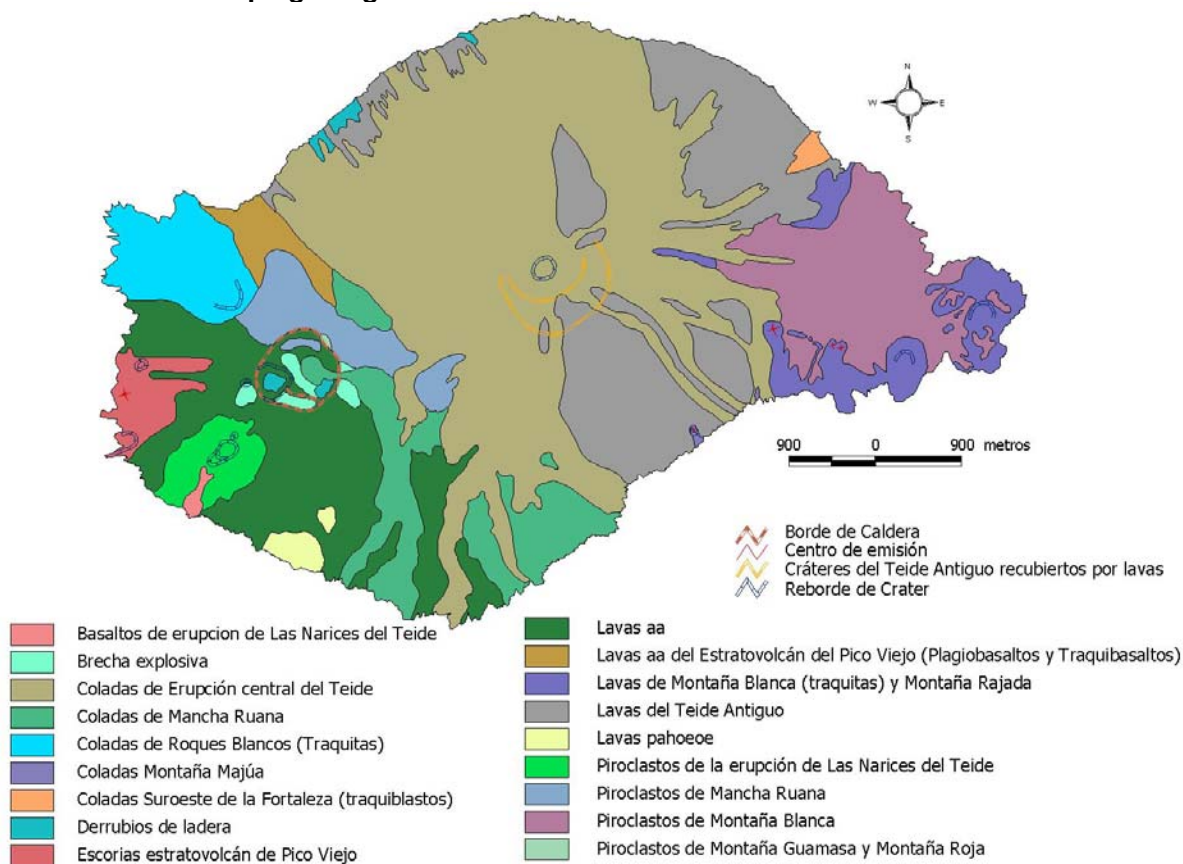 N
W E
S
900 0 900 metros
Borde de Caldera
Centro de emisión
Cráteres del Teide Antiguo recubiertos por lavas
Reborde de Crater
Basaltos de erupcion de Las Narices del Teide
Brecha explosiva
Coladas de Erupción central del Teide
Coladas de Mancha Ruana
Coladas de Roques Blancos (Traquitas)
Coladas Montaña Majúa
Coladas Suroeste de la Fortaleza (traquiblastos)
Derrubios de ladera
Escorias estratovolcán de Pico Viejo
Lavas aa
Lavas aa del Estratovolcán del Pico Viejo (Plagiobasaltos y Traquibasaltos)
Lavas de Montaña Blanca (traquitas) y Montaña Rajada
Lavas del Teide Antiguo
Lavas pahoeoe
Piroclastos de la erupción de Las Narices del Teide
Piroclastos de Mancha Ruana
Piroclastos de Montaña Blanca
Piroclastos de Montaña Guamasa y Montaña Roja